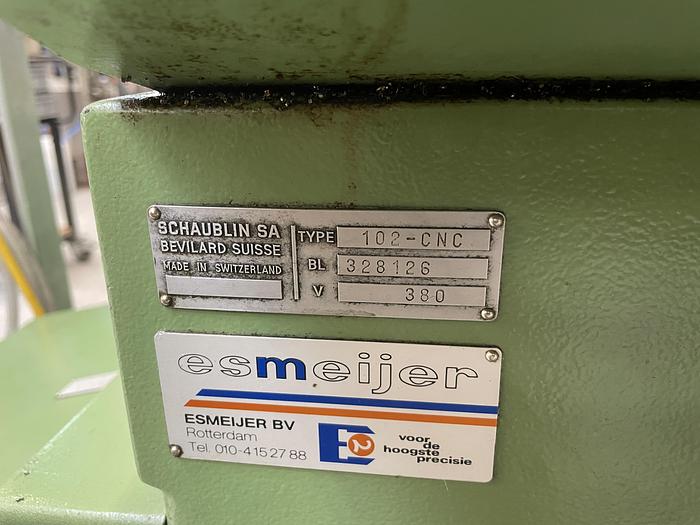 SCHAUBLIN SA
BEVILARD SUISSE
MADE IN SWITZERLAND
TYPE 102-CNC
BL 328126
V 380
esmeijer
ESMEIJER BV
Rotterdam
Tel. 010-4152788
voor
de
hoogste
precisie